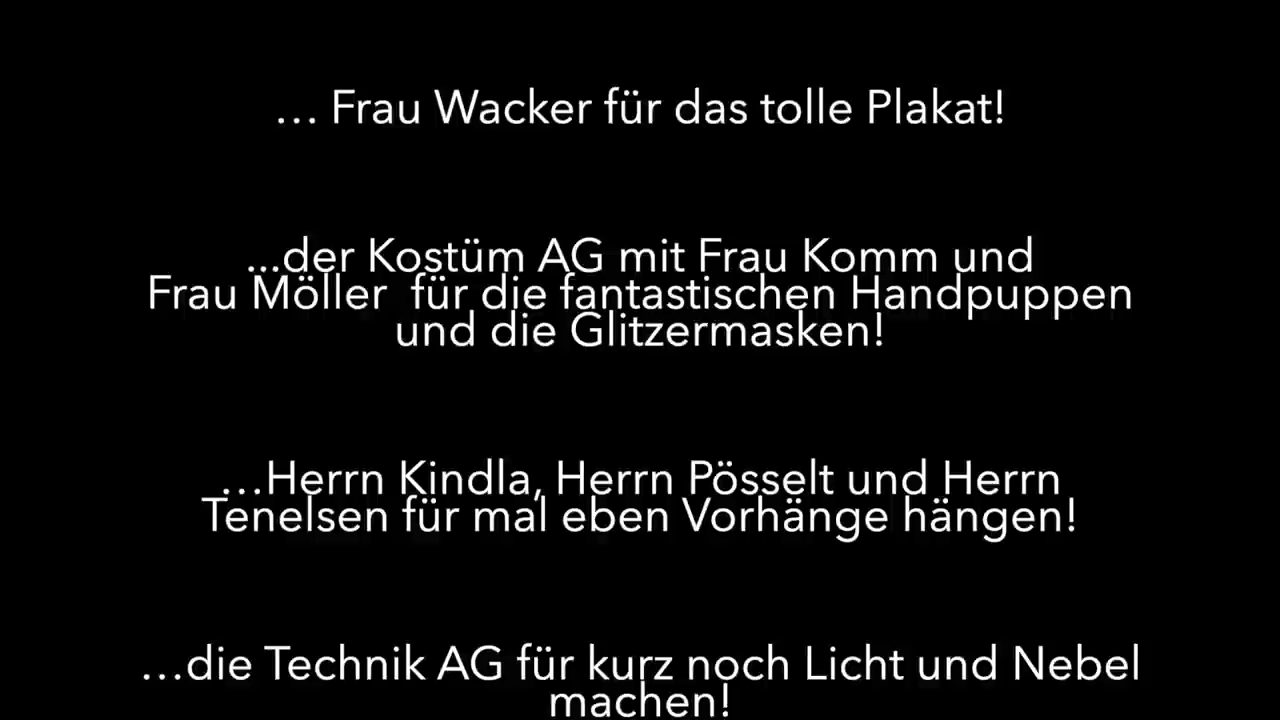 … Frau Wacker für das tolle Plakat!
...der Kostüm AG mit Frau Komm und
Frau Möller  für die fantastischen Handpuppen
und die Glitzermasken!
…Herrn Kindla, Herrn Pösselt und Herrn
Tenelsen für mal eben Vorhänge hängen!
…die Technik AG für kurz noch Licht und Nebel
machen!